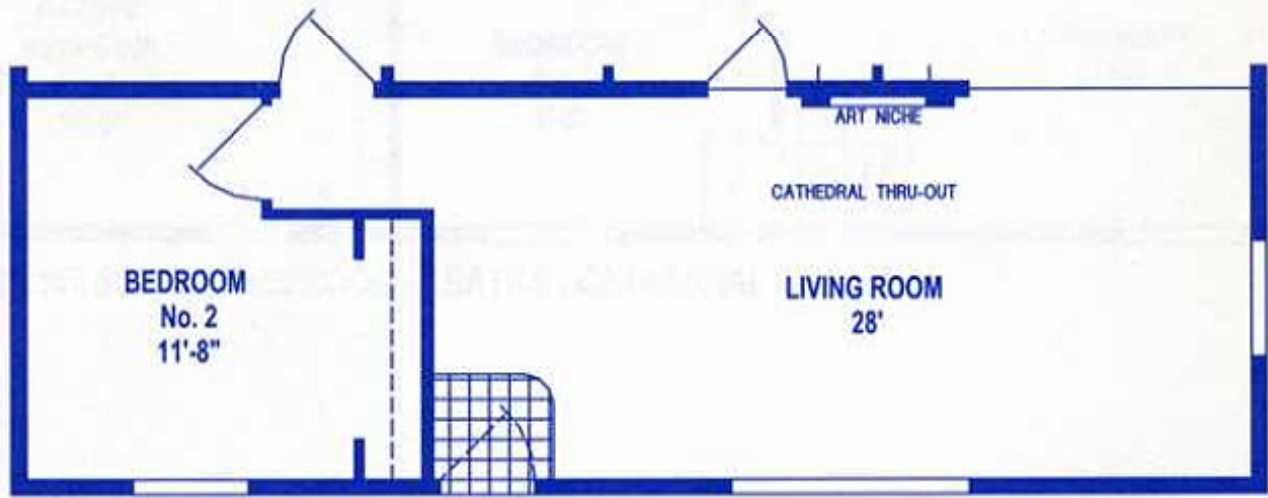 ART NICHE
CATHEDRAL THRU-OUT
BEDROOM
No. 2
11'-8"
LIVING ROOM
28'